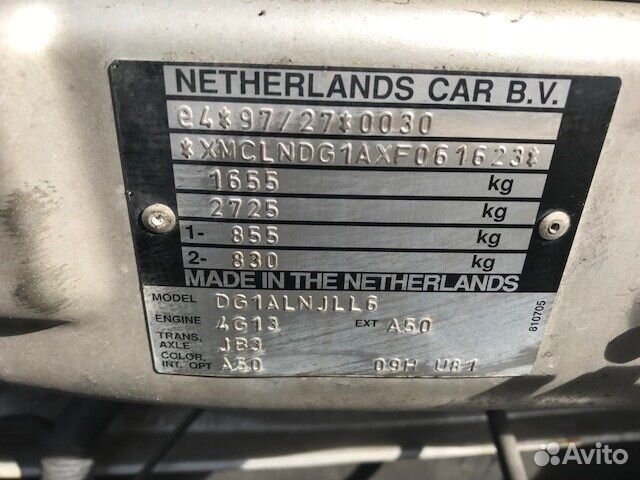 NETHERLANDS CAR B.V.
e4*97/27*0030
*XMCLNDG1AXF061623*
1655 kg
2725 kg
1- 855 kg
2- 830 kg
MADE IN THE NETHERLANDS
MODEL DG1ALNJLL6
ENGINE 4G13 EXT A50
TRANS. AXLE JB3
COLOR, INT. OPT A50 09H U81
810705
Avito